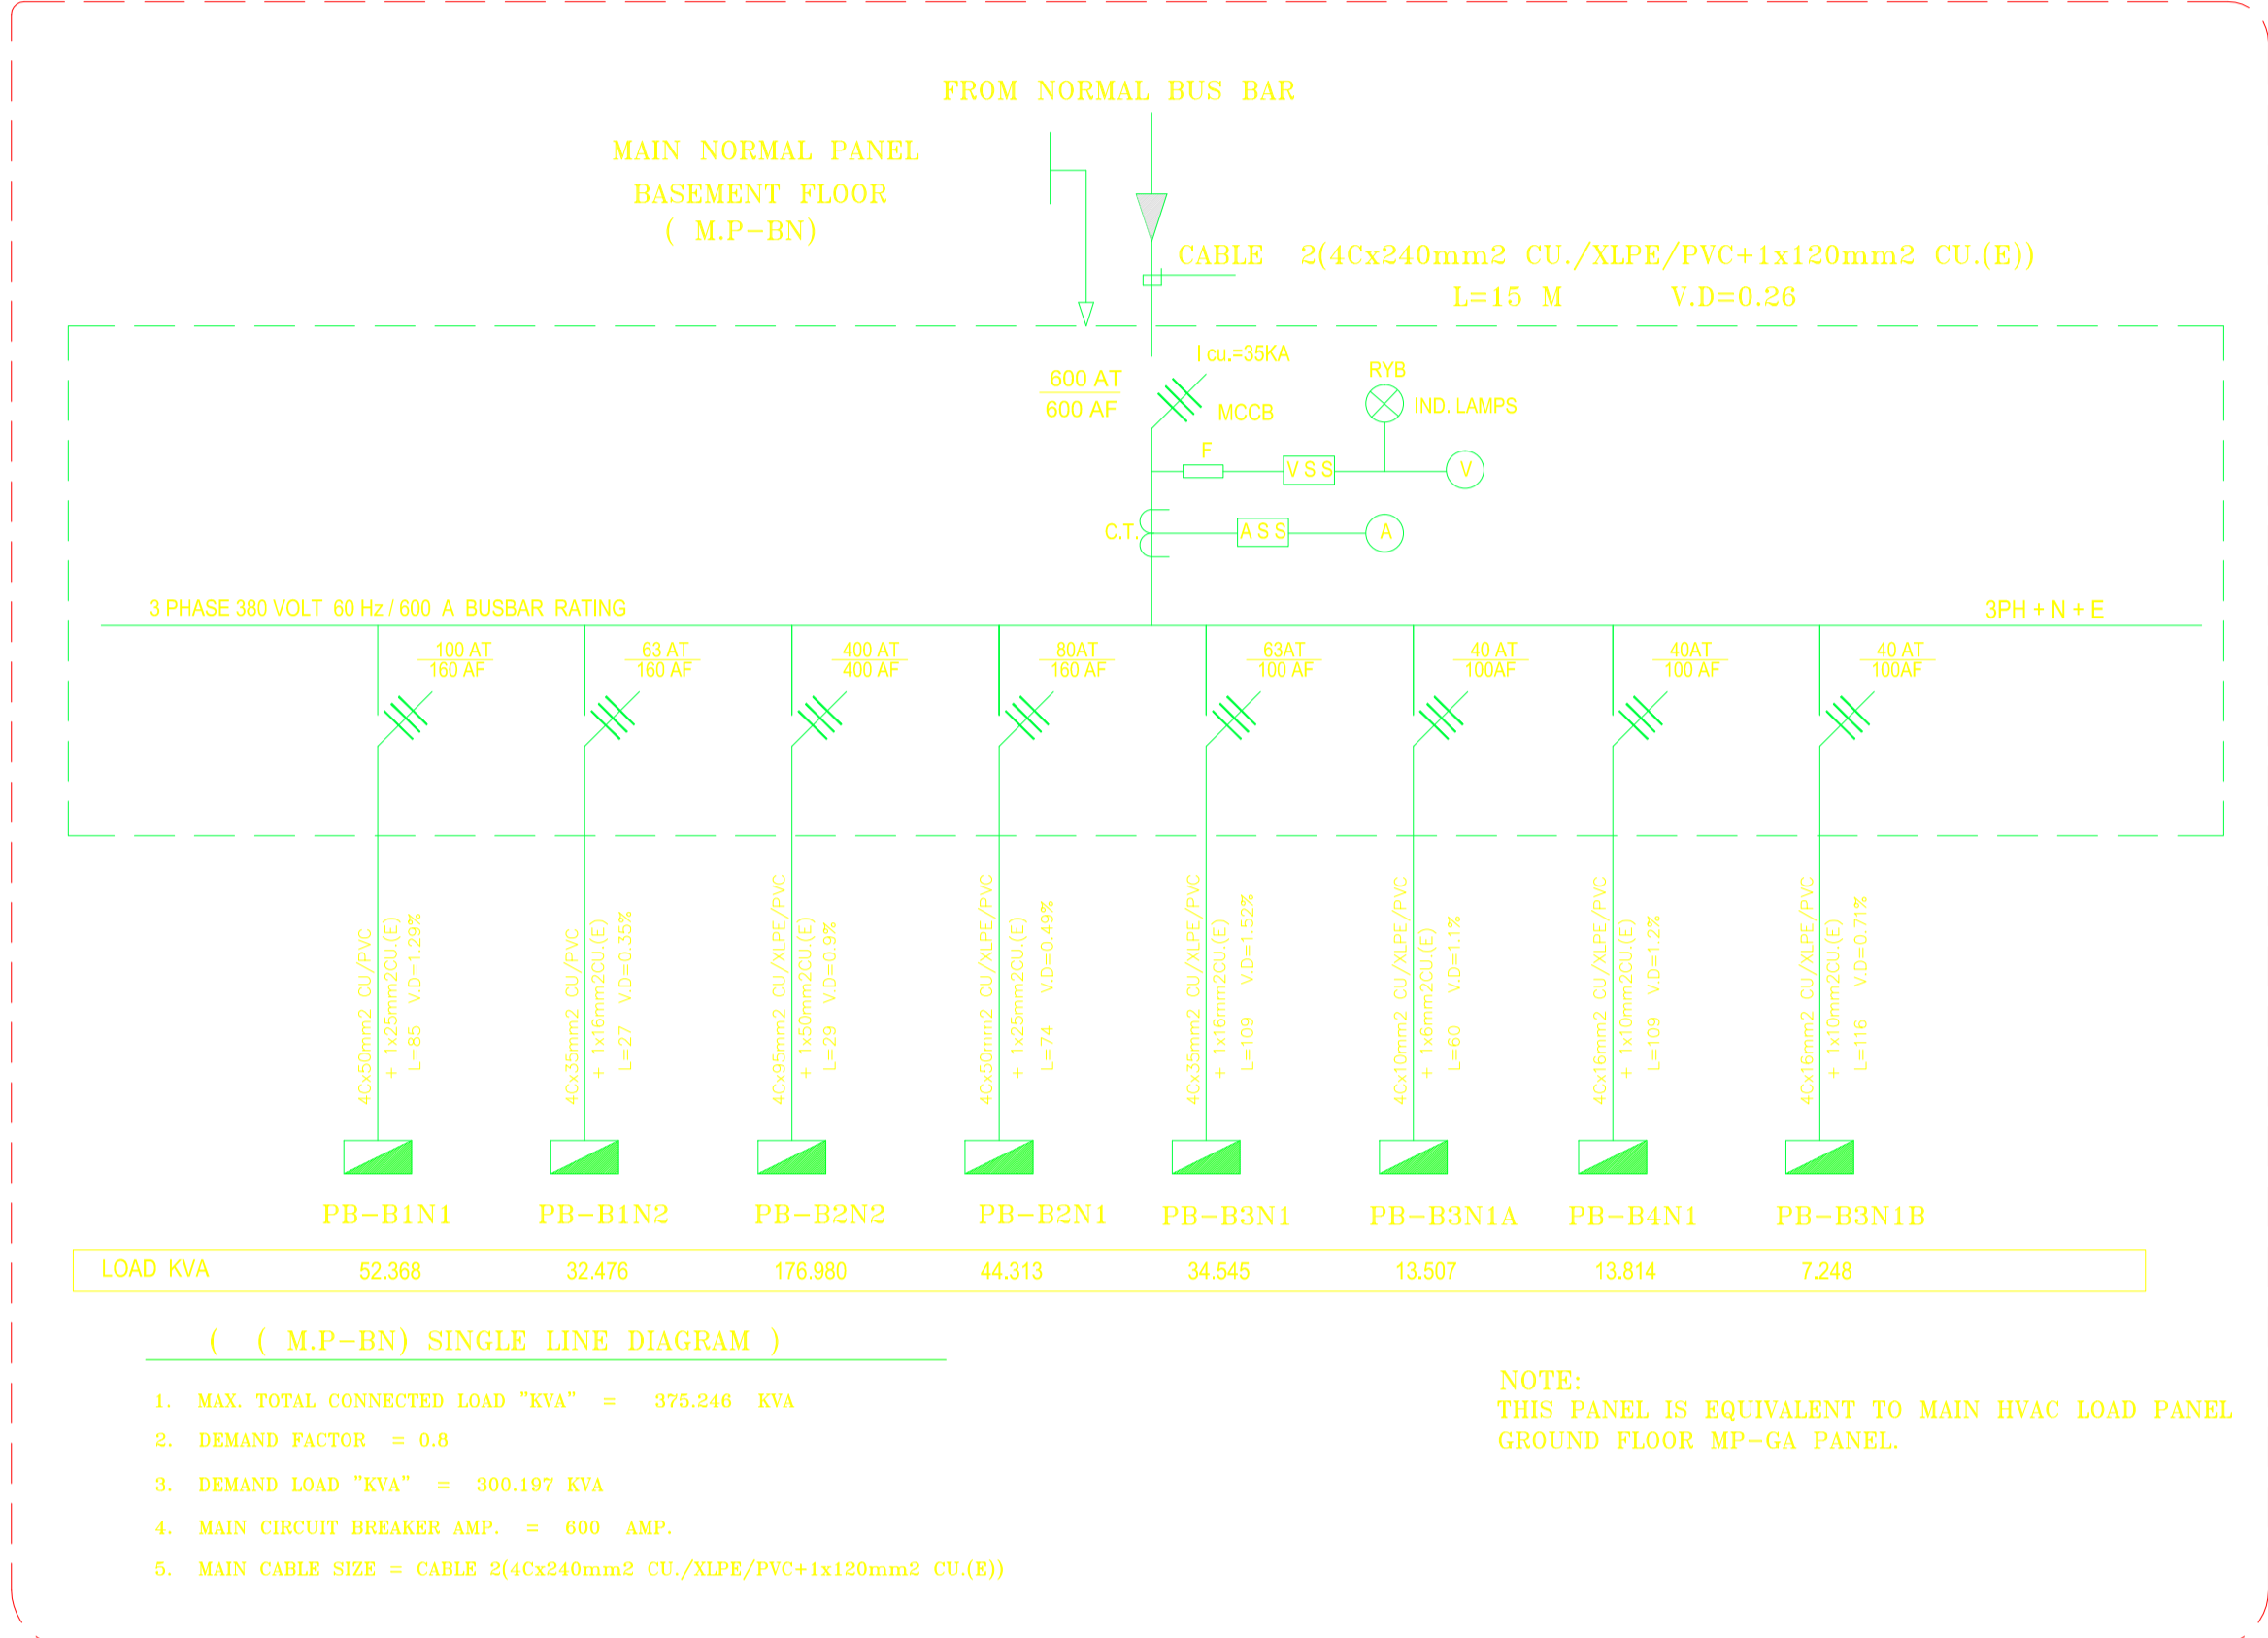 FROM NORMAL BUS BAR
MAIN NORMAL PANEL
BASEMENT FLOOR
( M.P-BN)
CABLE 2(4Cx240mm2 CU./XLPE/PVC+1x120mm2 CU.(E))
L=15 M V.D=0.26
I cu.=35KA
600 AT
600 AF
MCCB
RYB
IND. LAMPS
F
V S S
V
C.T.
A S S
A
3 PHASE 380 VOLT 60 Hz / 600 A BUSBAR RATING
3PH + N + E
100 AT
160 AF
63 AT
160 AF
400 AT
400 AF
80AT
160 AF
63AT
100 AF
40 AT
100AF
40AT
100 AF
40 AT
100AF
4Cx50mm2 CU/PVC
+ 1x25mm2CU.(E)
L=85 V.D=1.29%
4Cx35mm2 CU/PVC
+ 1x16mm2CU.(E)
L=27 V.D=0.35%
4Cx95mm2 CU/XLPE/PVC
+ 1x50mm2CU.(E)
L=29 V.D=0.9%
4Cx50mm2 CU/XLPE/PVC
+ 1x25mm2CU.(E)
L=74 V.D=0.49%
4Cx35mm2 CU/XLPE/PVC
+ 1x16mm2CU.(E)
L=109 V.D=1.52%
4Cx10mm2 CU/XLPE/PVC
+ 1x6mm2CU.(E)
L=60 V.D=1.1%
4Cx16mm2 CU/XLPE/PVC
+ 1x10mm2CU.(E)
L=109 V.D=1.2%
4Cx16mm2 CU/XLPE/PVC
+ 1x10mm2CU.(E)
L=116 V.D=0.71%
PB-B1N1 PB-B1N2 PB-B2N2 PB-B2N1 PB-B3N1 PB-B3N1A PB-B4N1 PB-B3N1B
LOAD KVA 52.368 32.476 176.980 44.313 34.545 13.507 13.814 7.248
( ( M.P-BN) SINGLE LINE DIAGRAM )
1. MAX. TOTAL CONNECTED LOAD "KVA" = 375.246 KVA
2. DEMAND FACTOR = 0.8
3. DEMAND LOAD "KVA" = 300.197 KVA
4. MAIN CIRCUIT BREAKER AMP. = 600 AMP.
5. MAIN CABLE SIZE = CABLE 2(4Cx240mm2 CU./XLPE/PVC+1x120mm2 CU.(E))
NOTE:
THIS PANEL IS EQUIVALENT TO MAIN HVAC LOAD PANEL
GROUND FLOOR MP-GA PANEL.